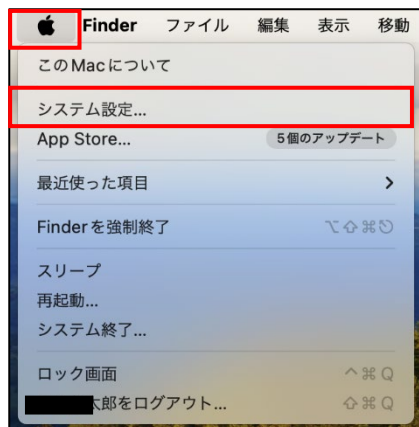 Finder ファイル 編集 表示 移動
このMacについて
システム設定...
App Store... 5個のアップデート
最近使った項目 >
Finderを強制終了 ⌥⇧⌘⎋
スリープ
再起動...
システム終了...
ロック画面 ^⌘Q
太郎をログアウト... ⇧⌘Q